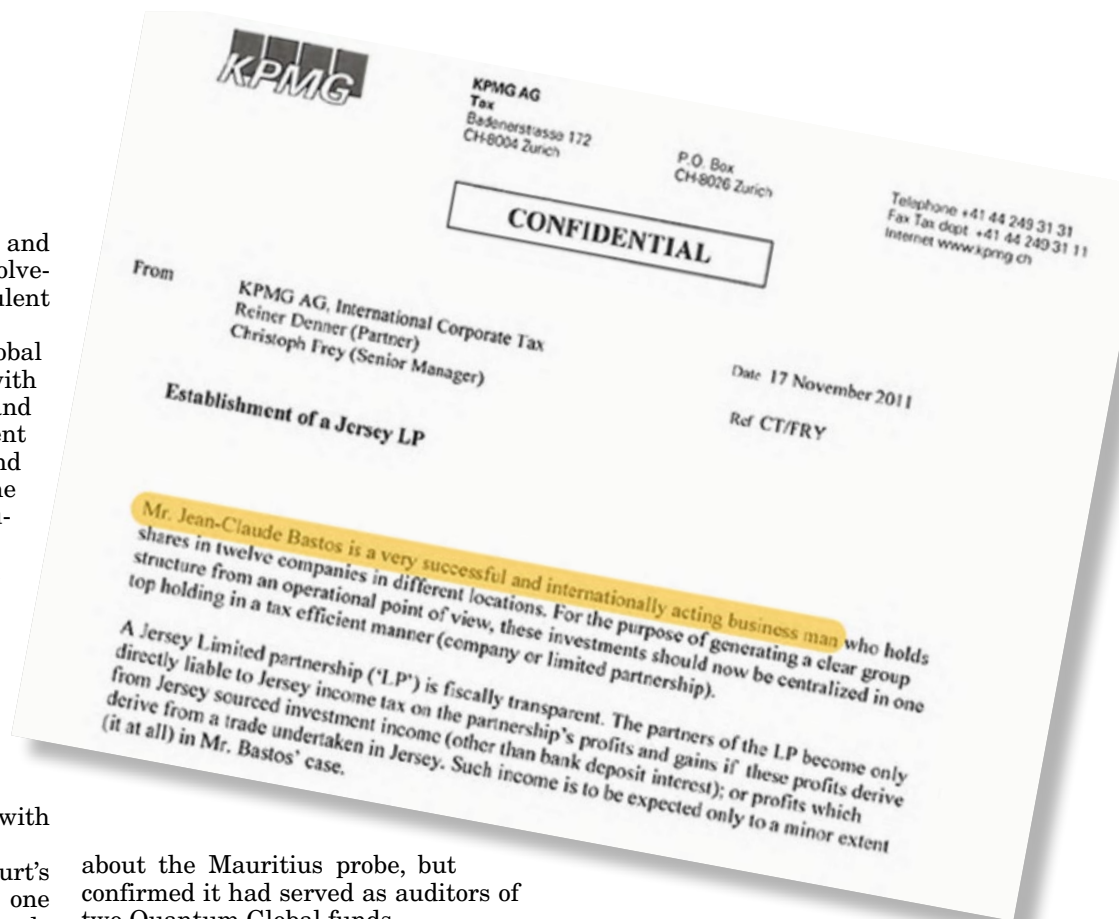 KPMG
KPMG AG
Tax
Badenerstrasse 172
CH-8004 Zurich
P.O. Box
CH-8026 Zurich
Telephone +41 44 249 31 31
Fax Tax dept. +41 44 249 31 11
Internet www.kpmg.ch
CONFIDENTIAL
From
KPMG AG, International Corporate Tax
Reiner Denner (Partner)
Christoph Frey (Senior Manager)
Date 17 November 2011
Ref CT/FRY
Establishment of a Jersey LP
Mr. Jean-Claude Bastos is a very successful and internationally acting business man who holds
shares in twelve companies in different locations. For the purpose of generating a clear group
structure from an operational point of view, these investments should now be centralized in one
top holding in a tax efficient manner (company or limited partnership).
A Jersey Limited partnership ('LP') is fiscally transparent. The partners of the LP become only
directly liable to Jersey income tax on the partnership's profits and gains if these profits derive
from Jersey sourced investment income (other than bank deposit interest); or profits which
derive from a trade undertaken in Jersey. Such income is to be expected only to a minor extent
(it at all) in Mr. Bastos' case.
and
with
urt's
one
about the Mauritius probe, but
confirmed it had served as auditors of
two Quantum Global funds